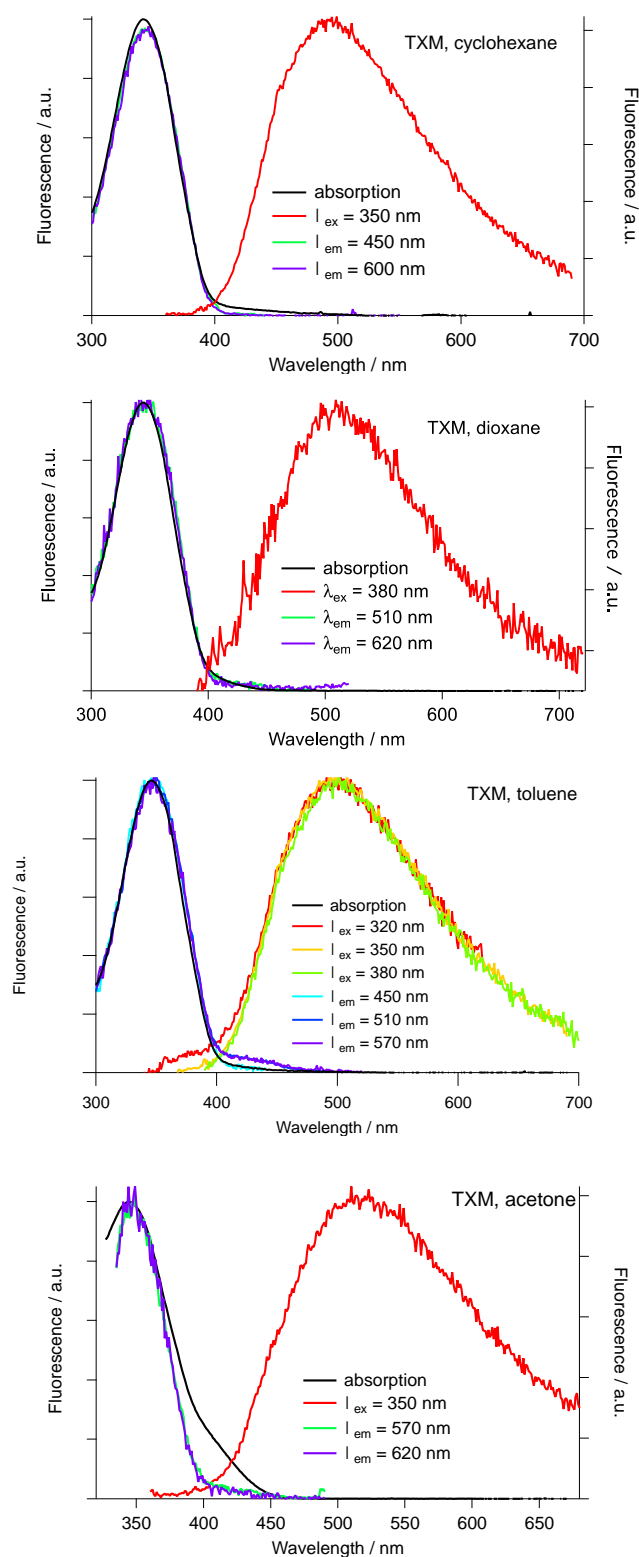 TXM, cyclohexane
Fluorescence / a.u.
Fluorescence / a.u.
absorption
l ex = 350 nm
l em = 450 nm
l em = 600 nm
300 400 500 600 700
Wavelength / nm
TXM, dioxane
Fluorescence / a.u.
Fluorescence / a.u.
absorption
λex = 380 nm
λem = 510 nm
λem = 620 nm
300 400 500 600 700
Wavelength / nm
TXM, toluene
Fluorescence / a.u.
absorption
l ex = 320 nm
l ex = 350 nm
l ex = 380 nm
l em = 450 nm
l em = 510 nm
l em = 570 nm
300 400 500 600 700
Wavelength / nm
TXM, acetone
Fluorescence / a.u.
Fluorescence / a.u.
absorption
l ex = 350 nm
l em = 570 nm
l em = 620 nm
350 400 450 500 550 600 650
Wavelength / nm